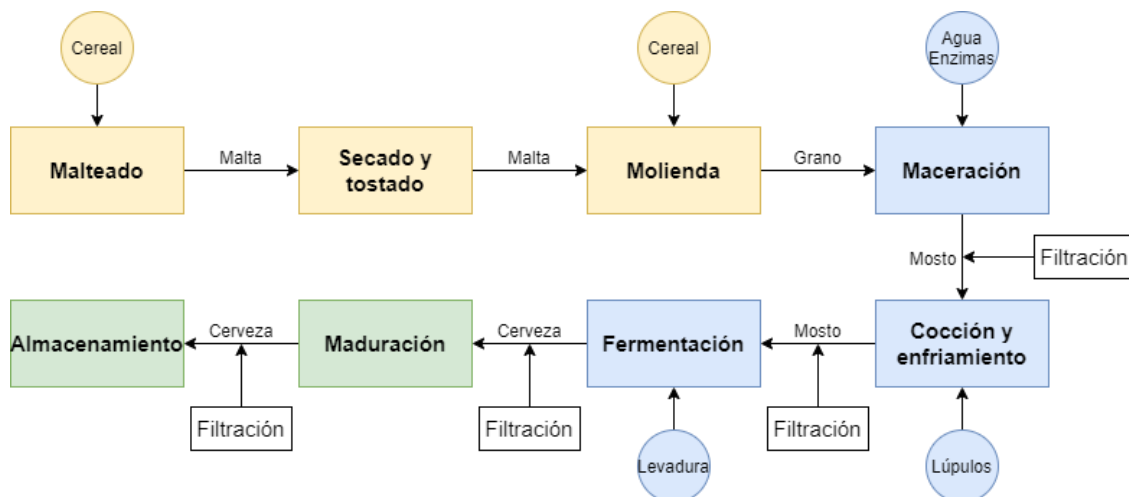 Cereal
Cereal
Agua
Enzimas
Malteado
Malta
Secado y
tostado
Malta
Molienda
Grano
Maceración
Mosto
Filtración
Almacenamiento
Cerveza
Maduración
Cerveza
Fermentación
Mosto
Cocción y
enfriamiento
Filtración
Filtración
Filtración
Levadura
Lúpulos